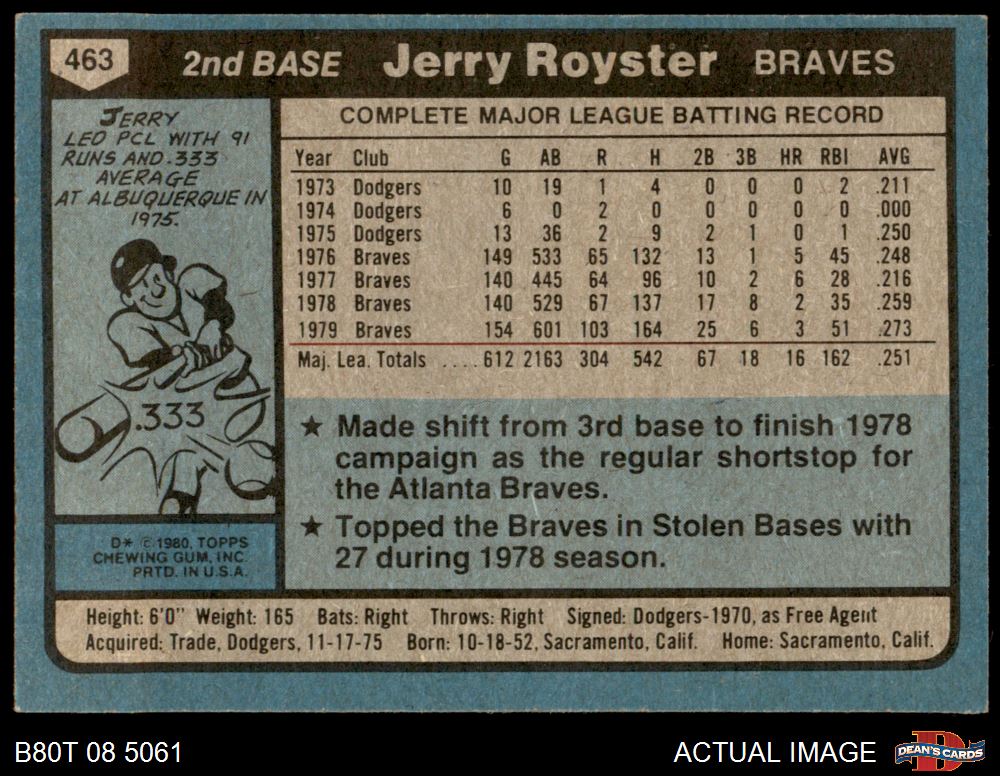 463 2nd BASE Jerry Royster BRAVES
JERRY
LED PCL WITH 91
RUNS AND .333
AVERAGE
AT ALBUQUERQUE IN
1975.
.333
D* © 1980, TOPPS
CHEWING GUM, INC.
PRTD. IN U.S.A.
COMPLETE MAJOR LEAGUE BATTING RECORD
Year Club G AB R H 2B 3B HR RBI AVG
1973 Dodgers 10 19 1 4 0 0 0 2 .211
1974 Dodgers 6 0 2 0 0 0 0 0 .000
1975 Dodgers 13 36 2 9 2 1 0 1 .250
1976 Braves 149 533 65 132 13 1 5 45 .248
1977 Braves 140 445 64 96 10 2 6 28 .216
1978 Braves 140 529 67 137 17 8 2 35 .259
1979 Braves 154 601 103 164 25 6 3 51 .273
Maj. Lea. Totals ....612 2163 304 542 67 18 16 162 .251
★ Made shift from 3rd base to finish 1978
campaign as the regular shortstop for
the Atlanta Braves.
★ Topped the Braves in Stolen Bases with
27 during 1978 season.
Height: 6'0" Weight: 165 Bats: Right Throws: Right Signed: Dodgers-1970, as Free Agent
Acquired: Trade, Dodgers, 11-17-75 Born: 10-18-52, Sacramento, Calif. Home: Sacramento, Calif.
B80T 08 5061 ACTUAL IMAGE DEAN'S CARDS